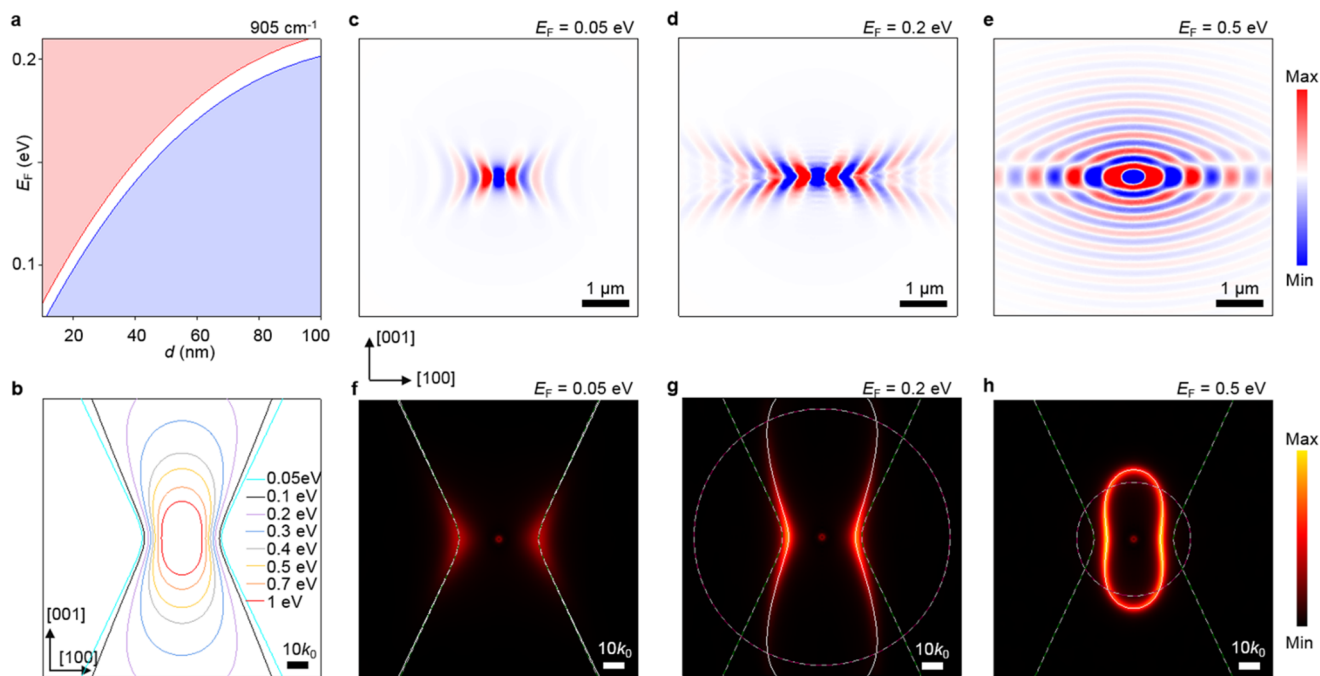 a
905 cm⁻¹
0.2
0.1
E_F (eV)
20
40
60
80
100
d (nm)
c
E_F = 0.05 eV
1 μm
d
E_F = 0.2 eV
1 μm
e
E_F = 0.5 eV
1 μm
Max
Min
[001]
[100]
b
0.05eV
0.1 eV
0.2 eV
0.3 eV
0.4 eV
0.5 eV
0.7 eV
1 eV
[001]
[100]
10k₀
f
E_F = 0.05 eV
10k₀
g
E_F = 0.2 eV
10k₀
h
E_F = 0.5 eV
10k₀
Max
Min